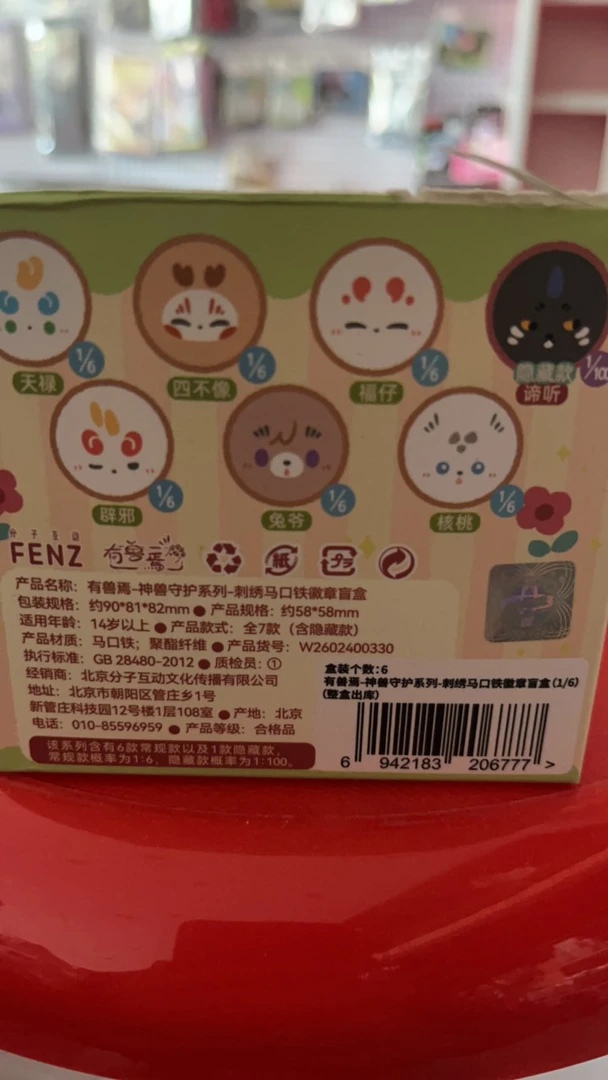 1/6
1/6
1/6
隐藏款
天禄
四不像
福仔
谛听
1/6
1/6
1/6
辟邪
兔爷
核桃
分子互动
FENZ
有兽焉
紙
プラ
产品名称：有兽焉-神兽守护系列-刺绣马口铁徽章盲盒
包装规格：约90*81*82mm ● 产品规格：约58*58mm
适用年龄：14岁以上 ● 产品款式：全7款（含隐藏款）
产品材质：马口铁；聚酯纤维 ● 产品货号：W2602400330
执行标准：GB 28480-2012 ● 质检员：①
经销商：北京分子互动文化传播有限公司
地址：北京市朝阳区管庄乡1号
新管庄科技园12号楼1层108室 ● 产地：北京
电话：010-85596959 ● 产品等级：合格品
该系列含有6款常规款以及1款隐藏款，
常规款概率为1:6，隐藏款概率为1:100。
盒装个数：6
有兽焉-神兽守护系列-刺绣马口铁徽章盲盒(1/6)
(整盒出库)
6 942183 206777 >